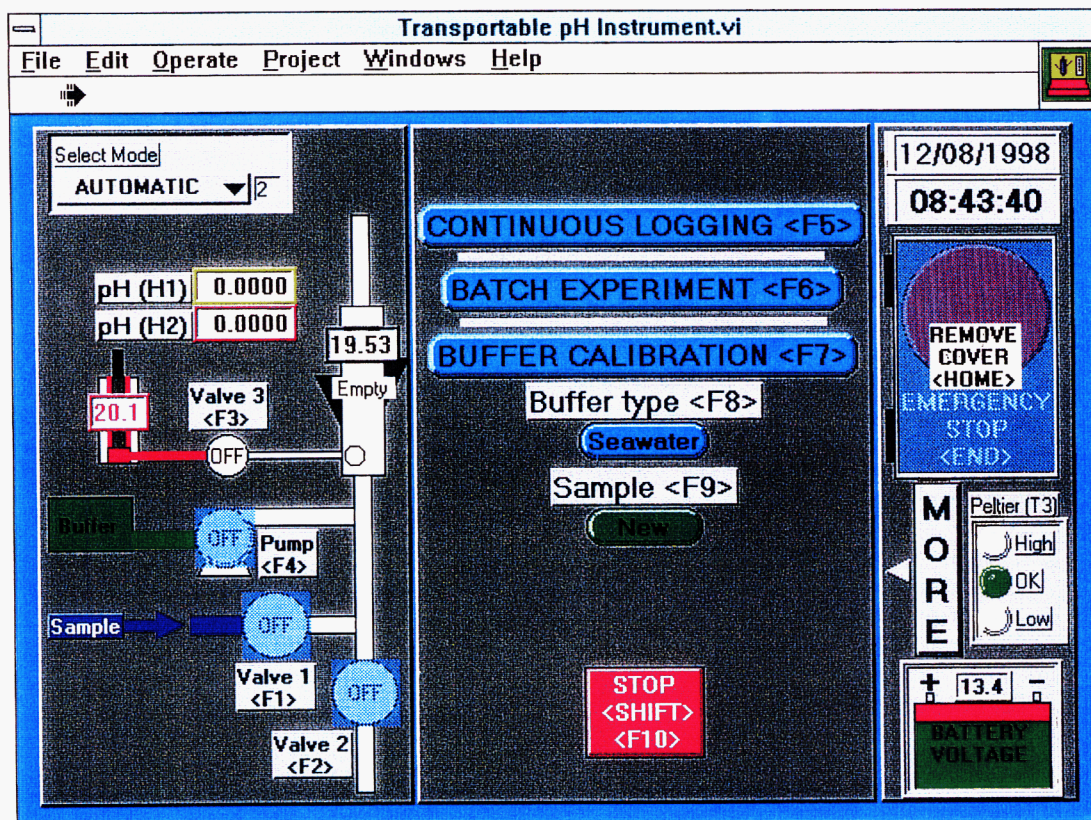 Transportable pH Instrument.vi
File Edit Operate Project Windows Help
Select Mode
AUTOMATIC 2
pH (H1) 0.0000
pH (H2) 0.0000
19.53
Empty
20.1
Valve 3
<F3>
OFF
Buffer
OFF
Pump
<F4>
Sample
OFF
Valve 1
<F1>
OFF
Valve 2
<F2>
CONTINUOUS LOGGING <F5>
BATCH EXPERIMENT <F6>
BUFFER CALIBRATION <F7>
Buffer type <F8>
Seawater
Sample <F9>
New
STOP
<SHIFT>
<F10>
12/08/1998
08:43:40
REMOVE
COVER
<HOME>
EMERGENCY
STOP
<END>
MORE
Peltier (T3)
High
OK
Low
+ 13.4 -
BATTERY
VOLTAGE